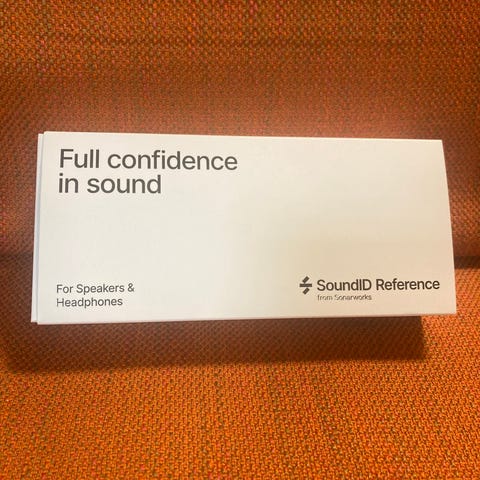 Full confidence
in sound
For Speakers &
Headphones
SoundID Reference
from Sonarworks